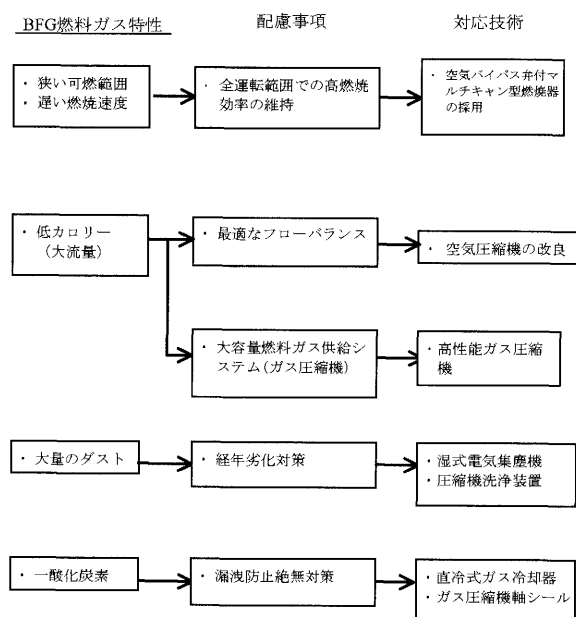 BFG燃料ガス特性
配慮事項
対応技術
・ 狭い可燃範囲
・ 遅い燃焼速度
・ 全運転範囲での高燃焼
効率の維持
・ 空気バイパス弁付マ
ルチキャン型燃焼器
の採用
・ 低カロリー
(大流量)
・ 最適なフローバランス
・ 空気圧縮機の改良
・ 大容量燃料ガス供給シ
ステム(ガス圧縮機)
・ 高性能ガス圧縮
機
・ 大量のダスト
・ 経年劣化対策
・ 湿式電気集塵機
・ 圧縮機洗浄装置
・ 一酸化炭素
・ 漏洩防止絶無対策
・ 直冷式ガス冷却器
・ ガス圧縮機軸シール